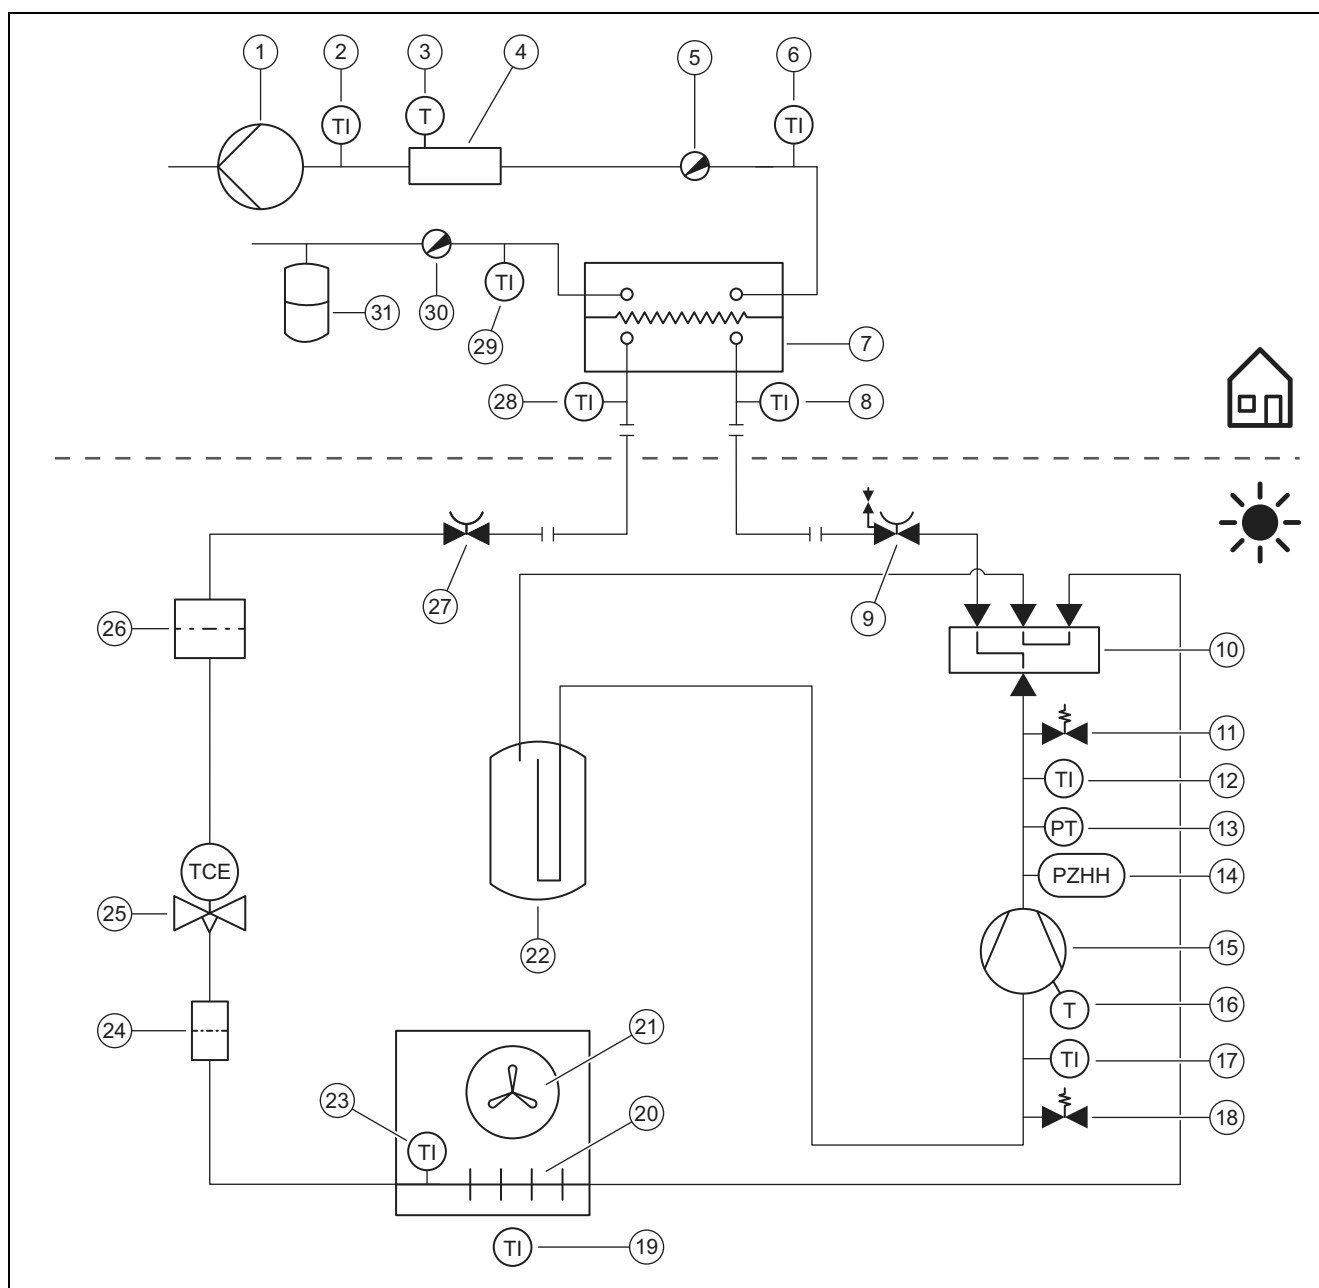 1 2 3 4 5 6
TI T TI
31 30 TI
29
7
28 TI TI 8
27 9
26 10
11
TI 12
PT 13
TCE PZHH 14
25 15
22
T 16
24 21
TI 17
23 20
TI 18
TI 19